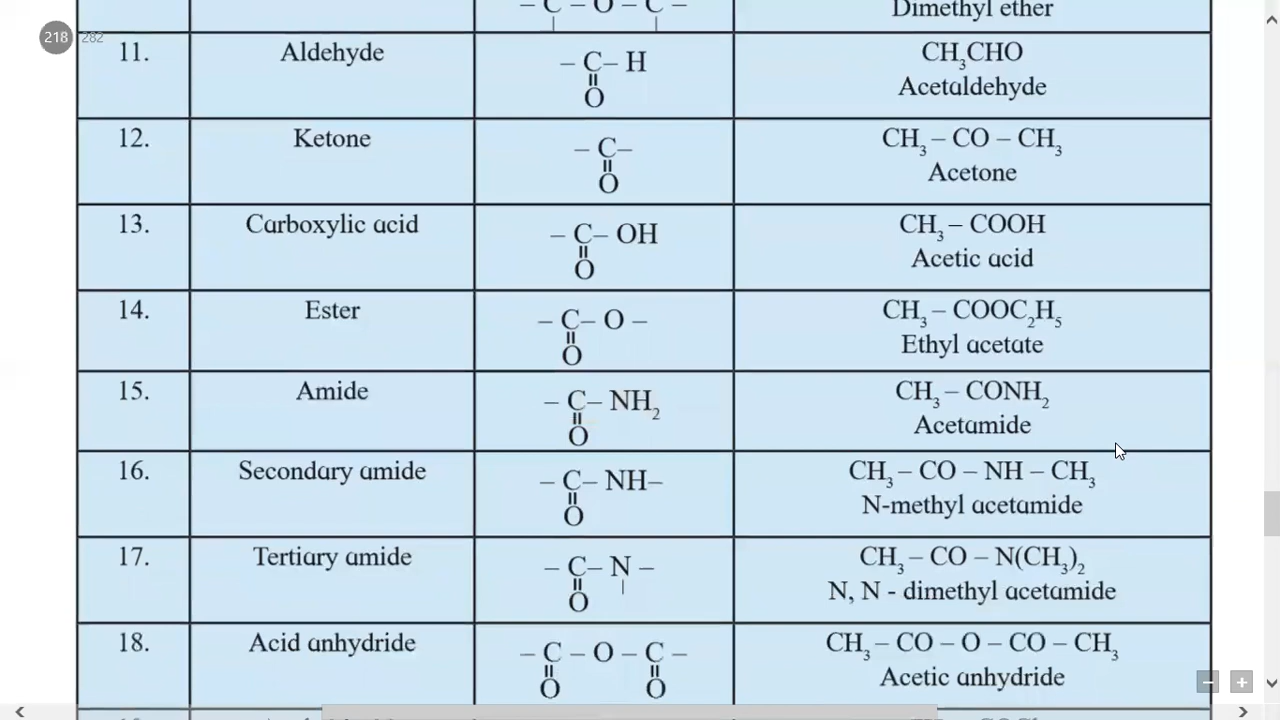 – C – O – C –
Dimethyl ether
218 282
11. Aldehyde – C – H CH₃CHO
O Acetaldehyde
12. Ketone – C – CH₃ – CO – CH₃
O Acetone
13. Carboxylic acid – C – OH CH₃ – COOH
O Acetic acid
14. Ester – C – O – CH₃ – COOC₂H₅
O Ethyl acetate
15. Amide – C – NH₂ CH₃ – CONH₂
O Acetamide
16. Secondary amide – C – NH – CH₃ – CO – NH – CH₃
O N-methyl acetamide
17. Tertiary amide – C – N – CH₃ – CO – N(CH₃)₂
O N, N - dimethyl acetamide
18. Acid anhydride – C – O – C – CH₃ – CO – O – CO – CH₃
O O Acetic anhydride